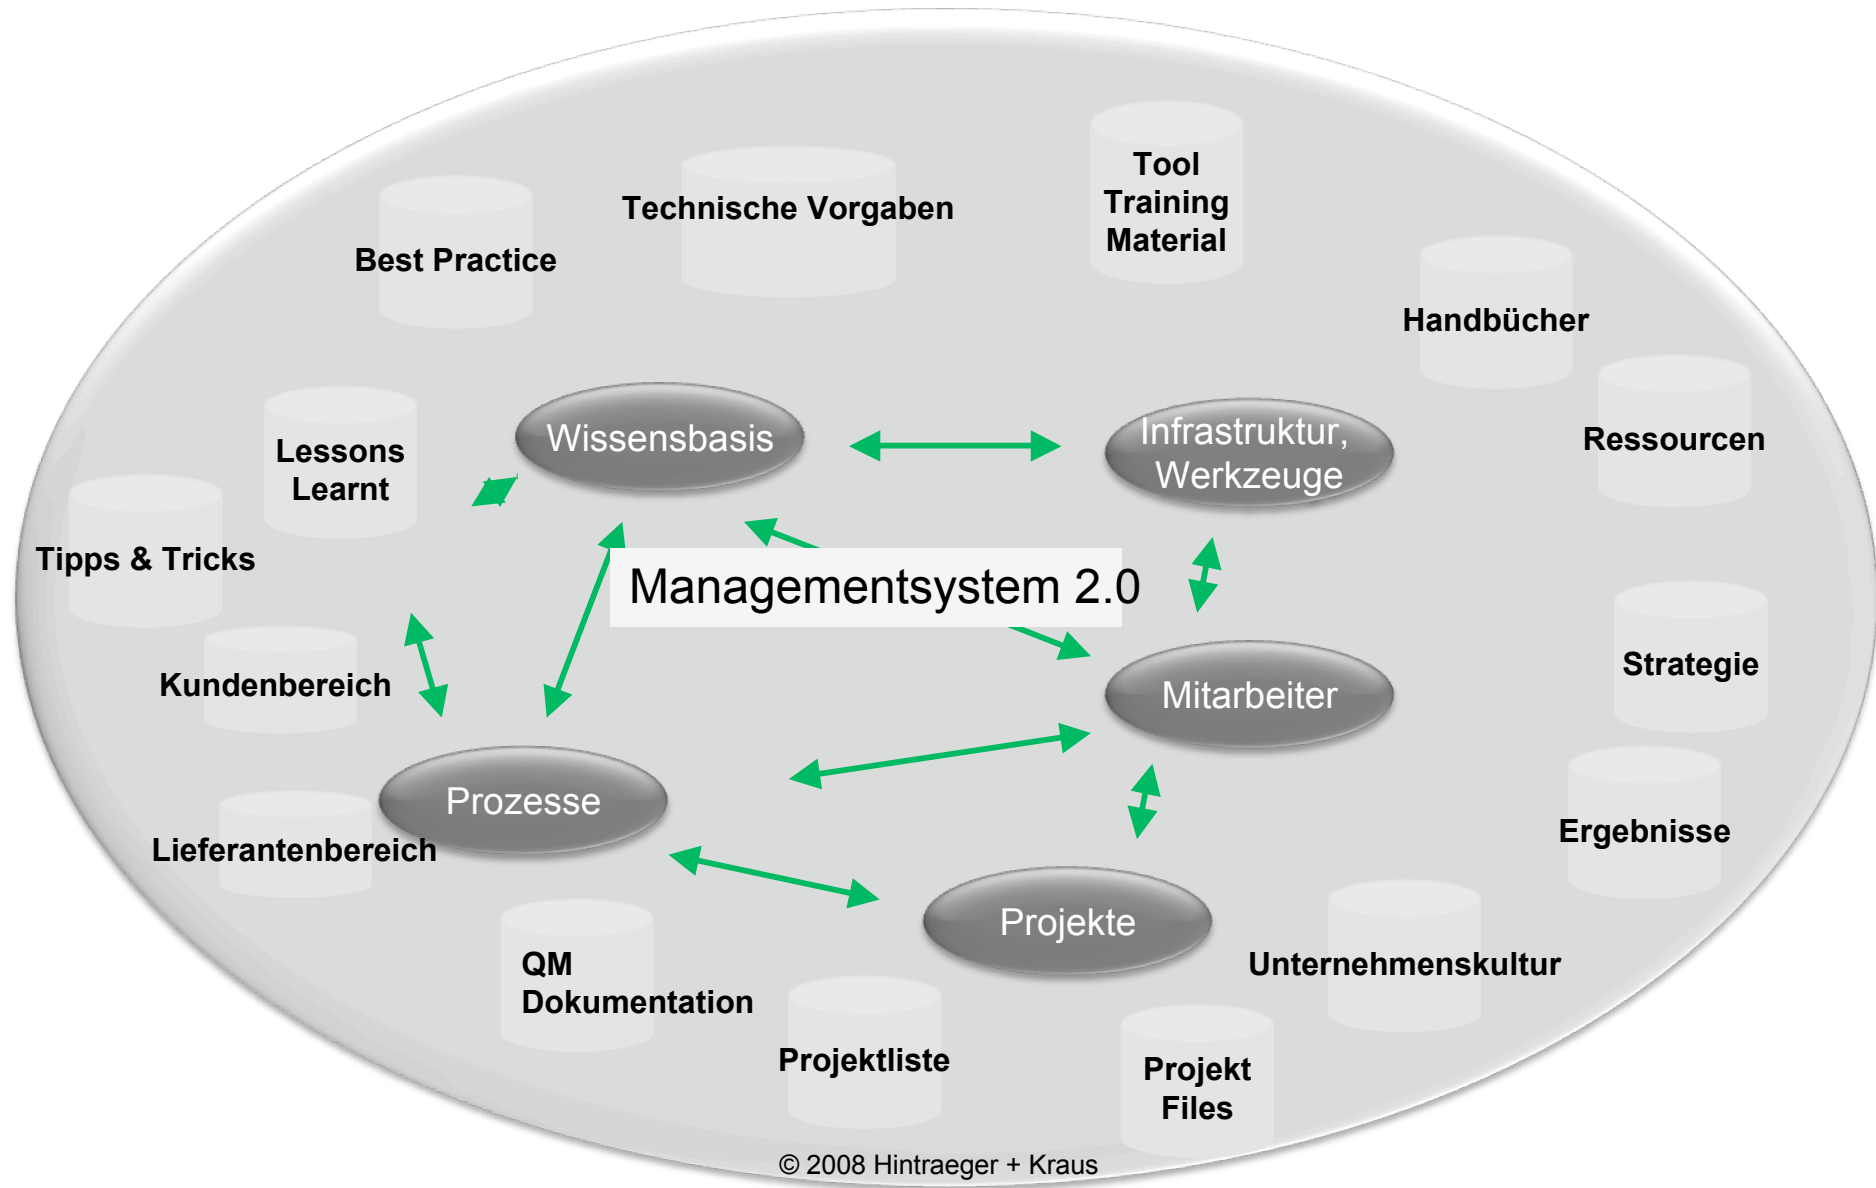 Tool
Training
Material
Technische Vorgaben
Best Practice
Handbücher
Wissensbasis
Infrastruktur,
Werkzeuge
Ressourcen
Lessons
Learnt
Tipps & Tricks
Managementsystem 2.0
Kundenbereich
Mitarbeiter
Strategie
Prozesse
Lieferantenbereich
Ergebnisse
Projekte
QM
Dokumentation
Unternehmenskultur
Projektliste
Projekt
Files
© 2008 Hintraeger + Kraus